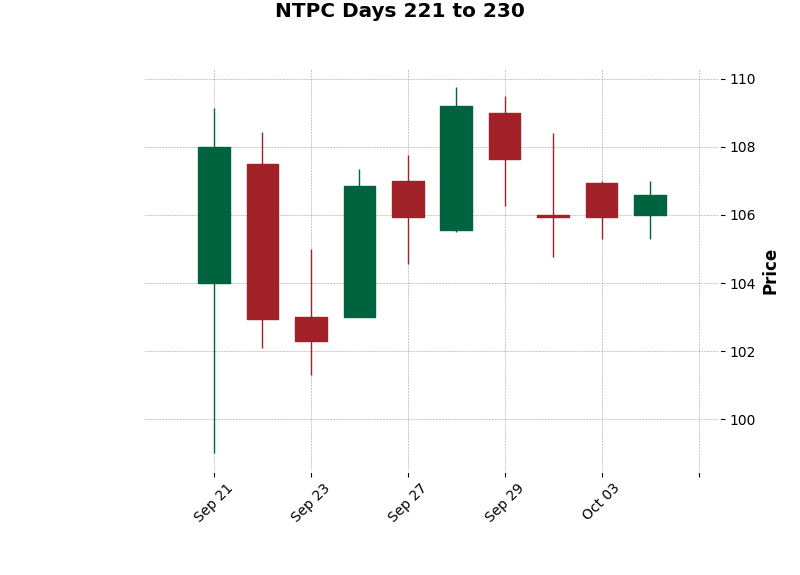 NTPC Days 221 to 230
110
108
106
104
102
100
Price
Sep 21
Sep 23
Sep 27
Sep 29
Oct 03